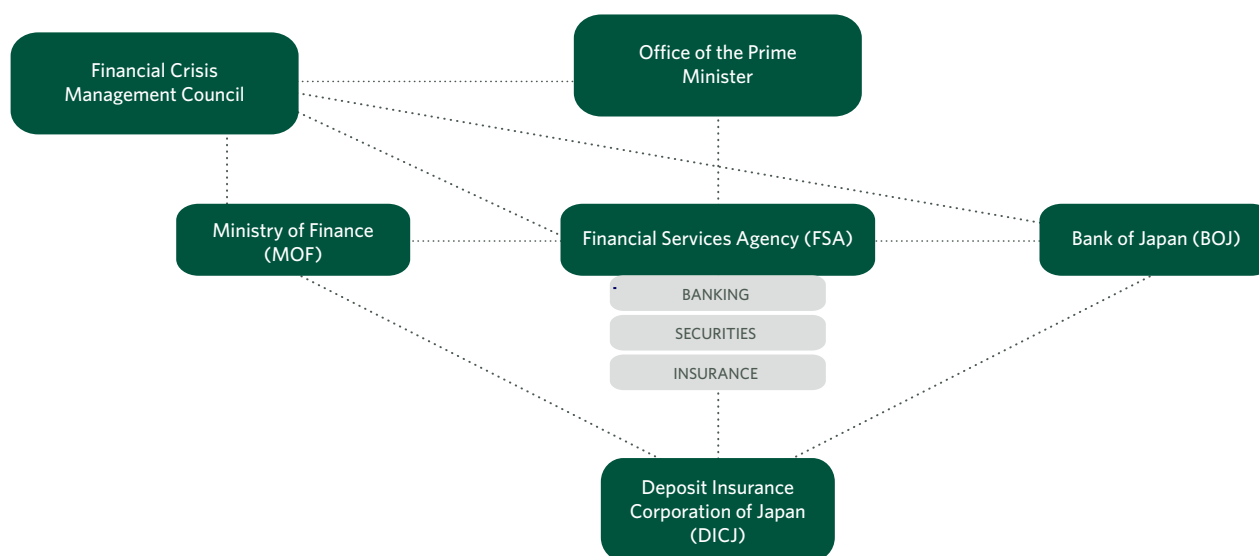 Financial Crisis
Management Council
Office of the Prime
Minister
Ministry of Finance
(MOF)
Financial Services Agency (FSA)
Bank of Japan (BOJ)
BANKING
SECURITIES
INSURANCE
Deposit Insurance
Corporation of Japan
(DICJ)